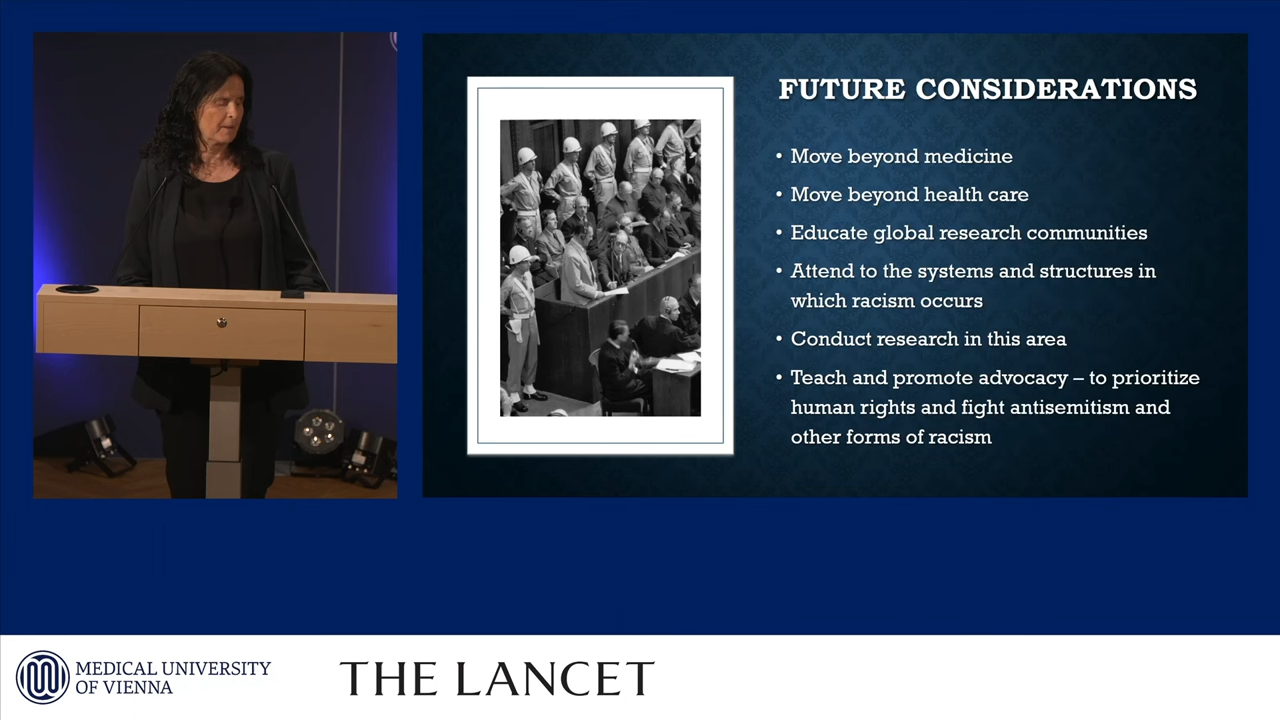 FUTURE CONSIDERATIONS
• Move beyond medicine
• Move beyond health care
• Educate global research communities
• Attend to the systems and structures in
which racism occurs
• Conduct research in this area
• Teach and promote advocacy – to prioritize
human rights and fight antisemitism and
other forms of racism
MEDICAL UNIVERSITY
OF VIENNA
THE LANCET